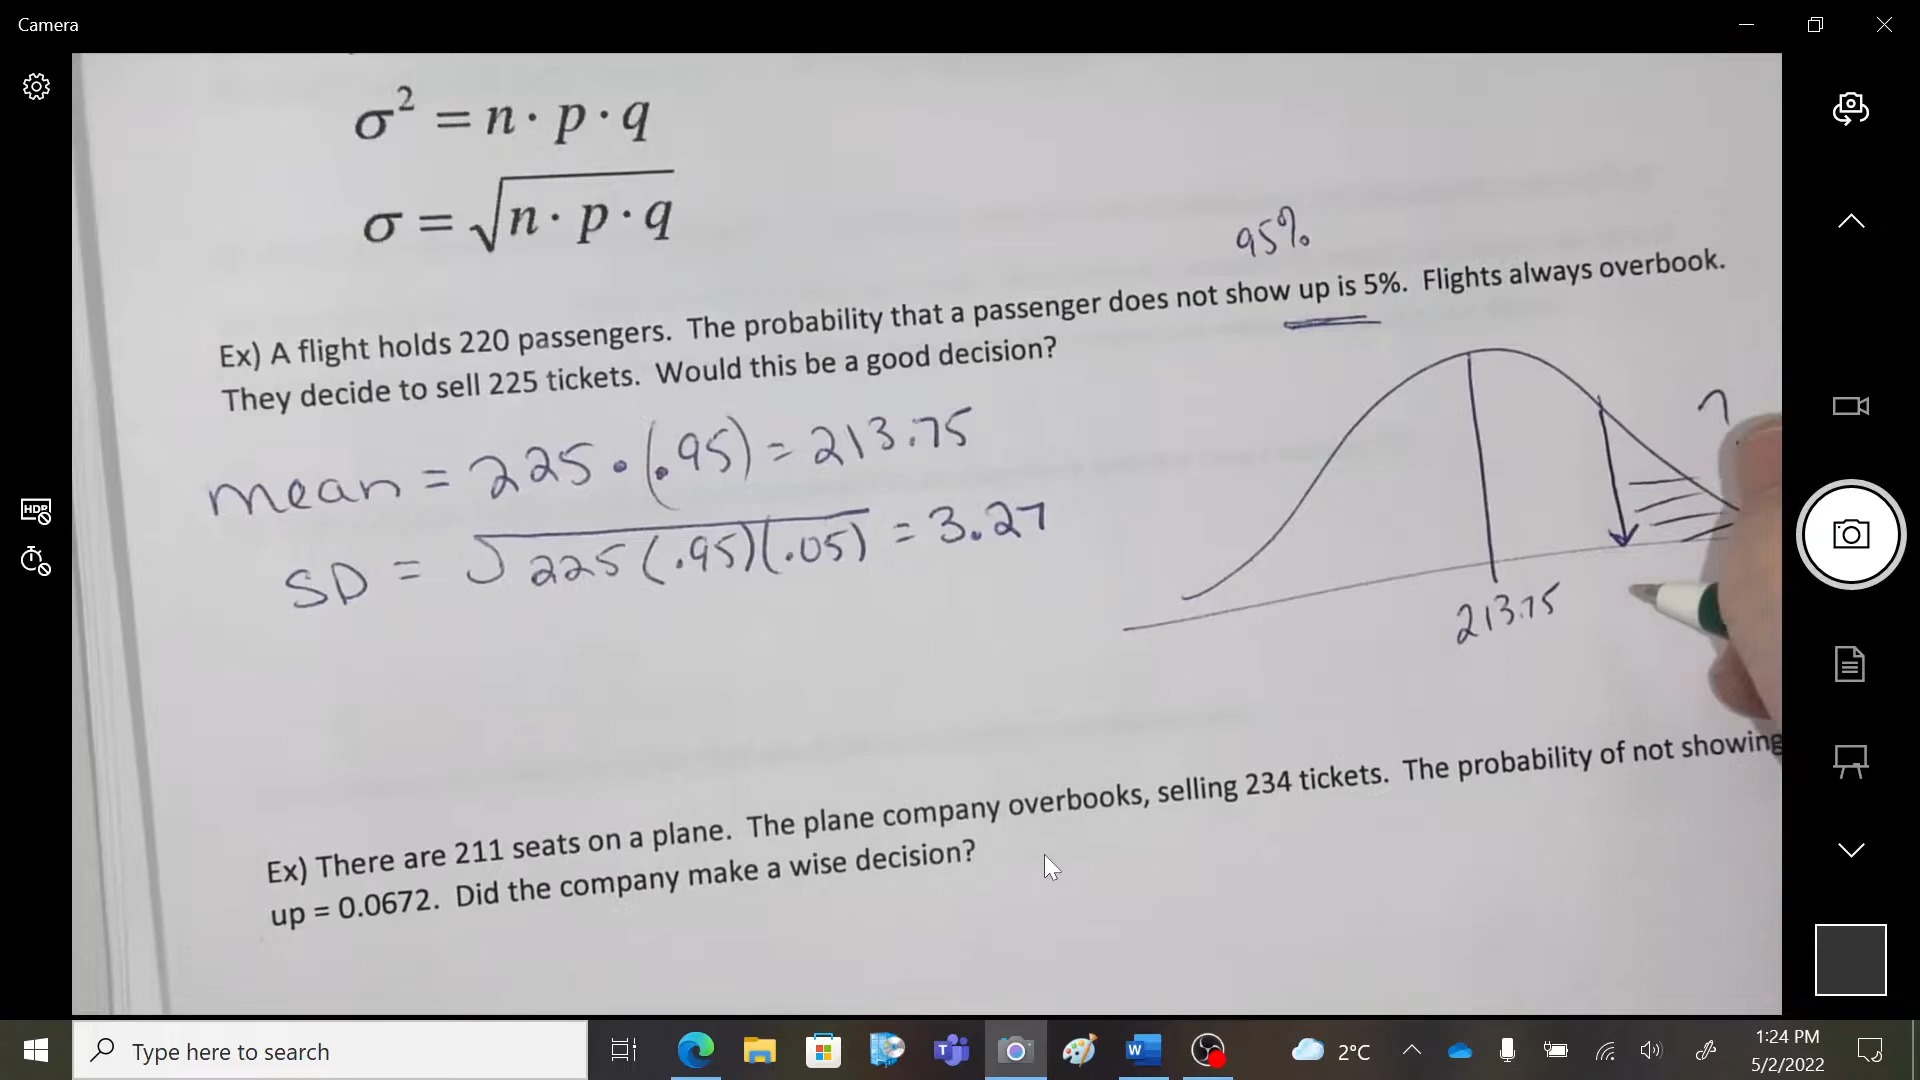 Camera
σ² = n · p · q
σ = √n · p · q
95%
Ex) A flight holds 220 passengers. The probability that a passenger does not show up is 5%. Flights always overbook.
They decide to sell 225 tickets. Would this be a good decision?
mean = 225 · (.95) = 213.75
SD = √225 (.95)(.05) = 3.27
?
213.75
Ex) There are 211 seats on a plane. The plane company overbooks, selling 234 tickets. The probability of not showing
up = 0.0672. Did the company make a wise decision?
HDR
Type here to search
2°C
1:24 PM
5/2/2022